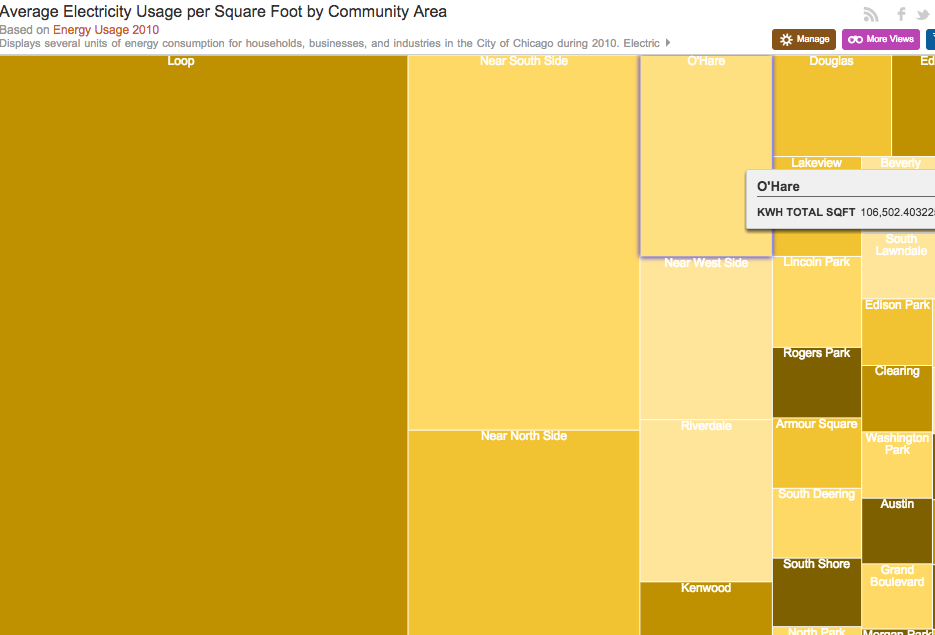 Average Electricity Usage per Square Foot by Community Area
Based on Energy Usage 2010
Displays several units of energy consumption for households, businesses, and industries in the City of Chicago during 2010. Electric
Manage
More Views
Loop
Near South Side
O'Hare
Douglas
Ed
Lakeview
Beverly
O'Hare
KWH TOTAL SQFT 106,502.403225
South
Lawndale
Near West Side
Lincoln Park
Edison Park
Rogers Park
Clearing
Riverdale
Armour Square
Near North Side
Washington
Park
South Deering
Austin
South Shore
Grand
Boulevard
Kenwood
North Park
Morgan Park